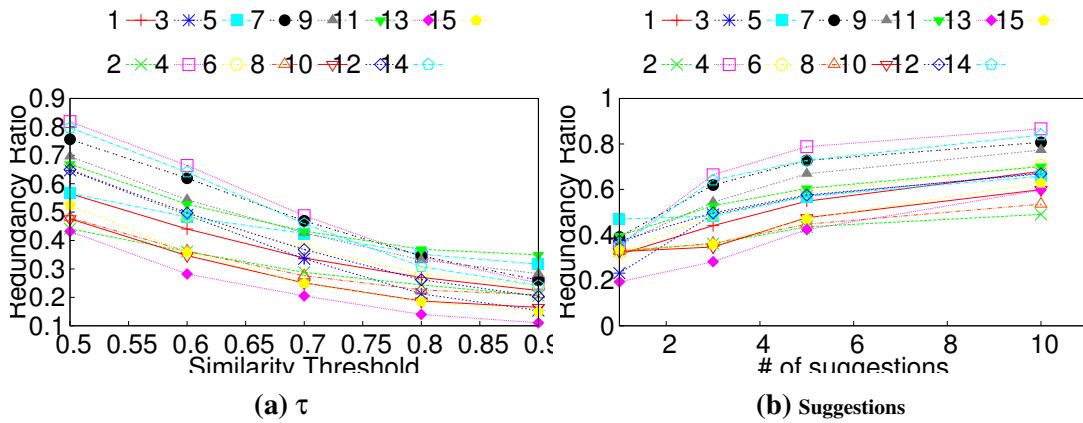 1 3 5 7 9 11 13 15
2 4 6 8 10 12 14
Redundancy Ratio
0.9
0.8
0.7
0.6
0.5
0.4
0.3
0.2
0.1
0.5 0.55 0.6 0.65 0.7 0.75 0.8 0.85 0.9
Similarity Threshold
(a) τ
1 3 5 7 9 11 13 15
2 4 6 8 10 12 14
Redundancy Ratio
1
0.8
0.6
0.4
0.2
0
2 4 6 8 10
# of suggestions
(b) Suggestions